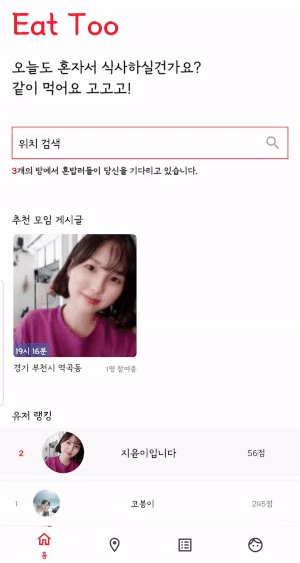 Eat Too
오늘도 혼자서 식사하실건가요?
같이 먹어요 고고고!
위치 검색
3개의 방에서 혼밥러들이 당신을 기다리고 있습니다.
추천 모임 게시글
19시 16분
경기 부천시 역곡동 1명 참여중
유저 랭킹
2 지윤이입니다 56점
1 코봉이 245점
홈